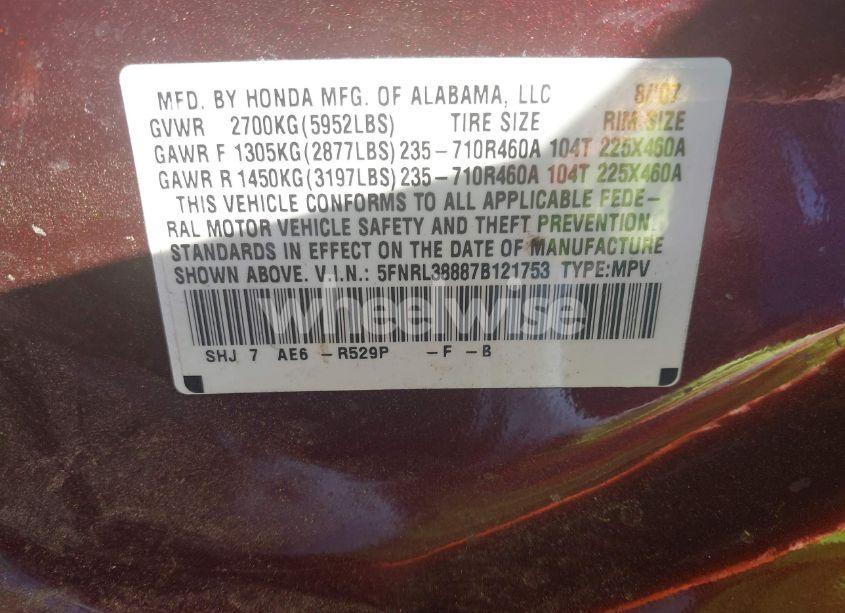 MFD. BY HONDA MFG. OF ALABAMA, LLC 8/'07
GVWR 2700KG(5952LBS) TIRE SIZE RIM SIZE
GAWR F 1305KG(2877LBS) 235-710R460A 104T 225X460A
GAWR R 1450KG(3197LBS) 235-710R460A 104T 225X460A
THIS VEHICLE CONFORMS TO ALL APPLICABLE FEDE-
RAL MOTOR VEHICLE SAFETY AND THEFT PREVENTION
STANDARDS IN EFFECT ON THE DATE OF MANUFACTURE
SHOWN ABOVE. V.I.N.: 5FNRL38887B121753 TYPE:MPV
wheelwise
SHJ 7 AE6 -R529P -F -B